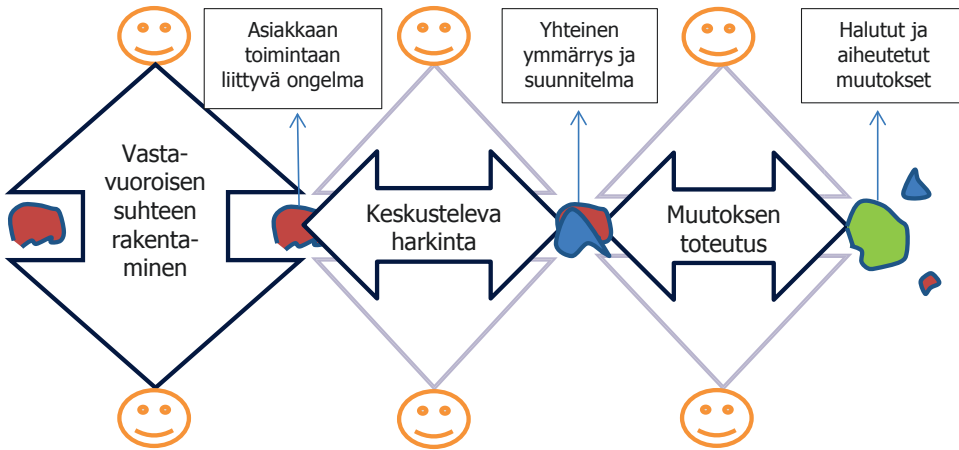 Asiakkaan
toimintaan
liittyvä ongelma
Yhteinen
ymmärrys ja
suunnitelma
Halutut ja
aiheutetut
muutokset
Vasta-
vuoroisen
suhteen
rakenta-
minen
Keskusteleva
harkinta
Muutoksen
toteutus